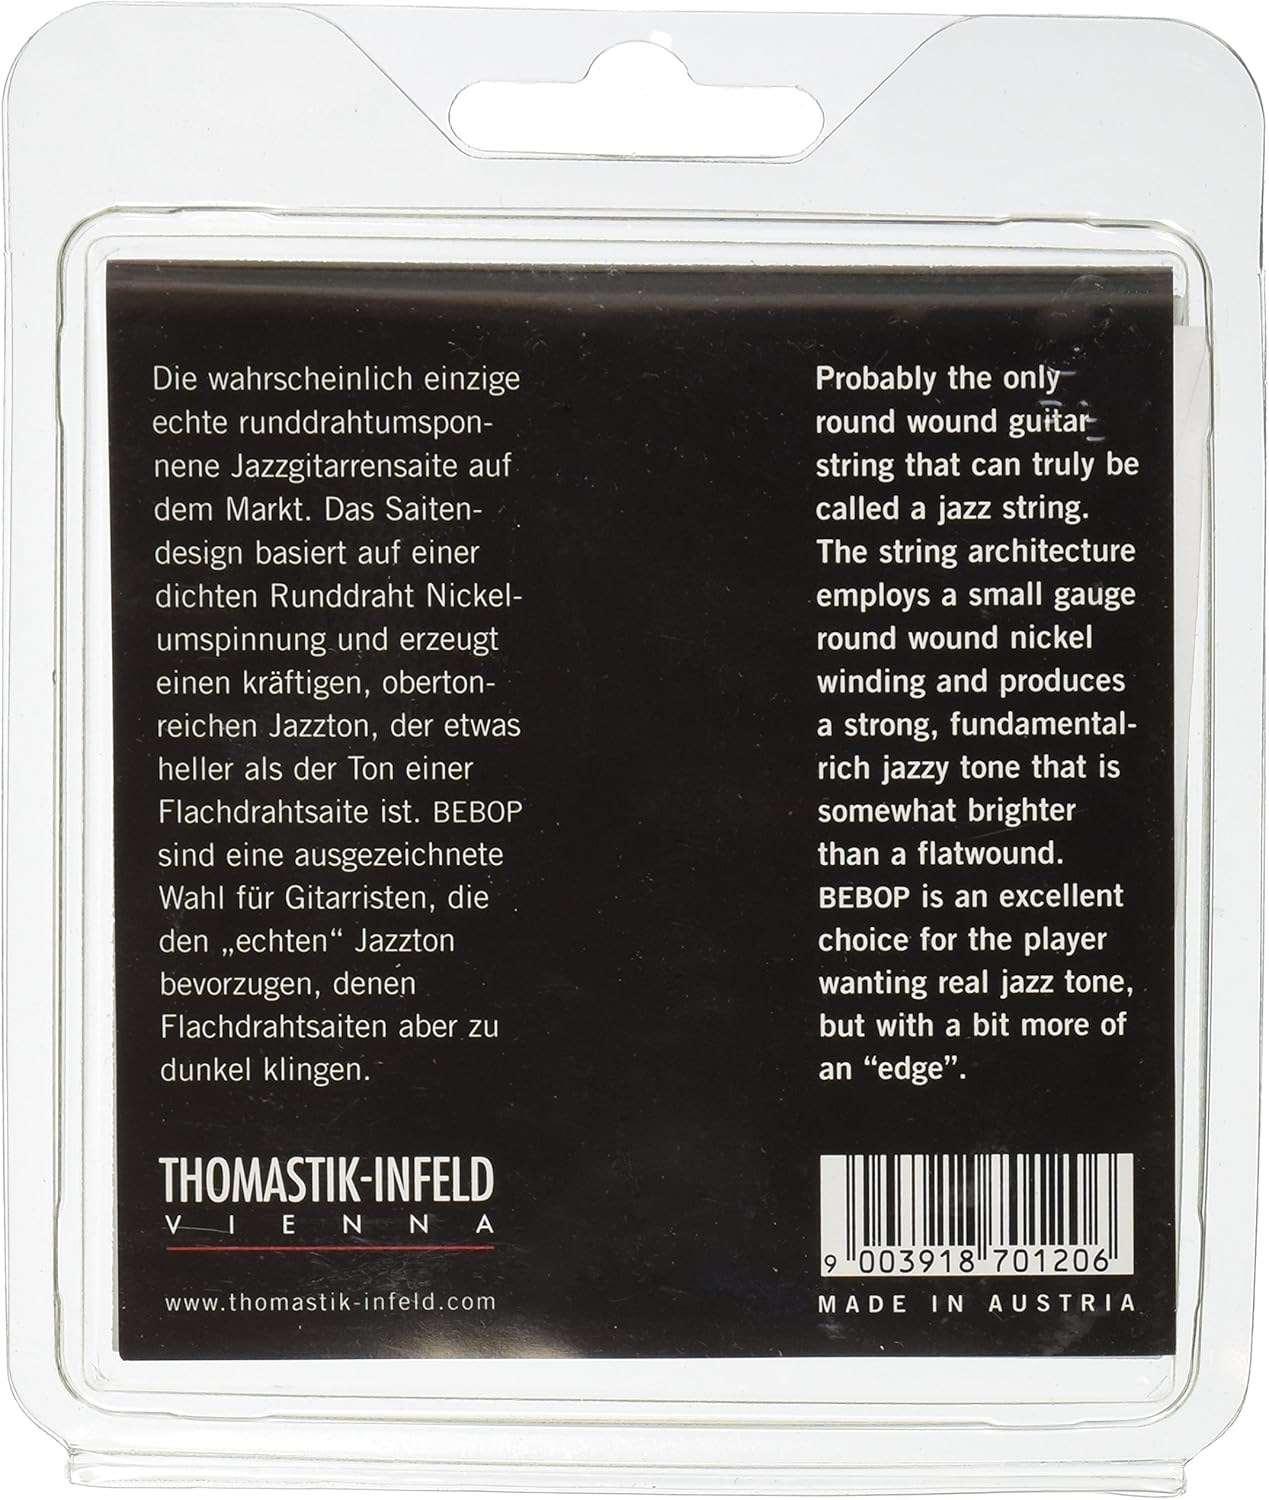 Die wahrscheinlich einzige
echte runddrahtumspon-
nene Jazzgitarrensaite auf
dem Markt. Das Saiten-
design basiert auf einer
dichten Runddraht Nickel-
umspinnung und erzeugt
einen kräftigen, oberton-
reichen Jazzton, der etwas
heller als der Ton einer
Flachdrahtsaite ist. BEBOP
sind eine ausgezeichnete
Wahl für Gitarristen, die
den „echten“ Jazzton
bevorzugen, denen
Flachdrahtsaiten aber zu
dunkel klingen.
THOMASTIK-INFELD
VIENNA
www.thomastik-infeld.com
Probably the only
round wound guitar
string that can truly be
called a jazz string.
The string architecture
employs a small gauge
round wound nickel
winding and produces
a strong, fundamental-
rich jazzy tone that is
somewhat brighter
than a flatwound.
BEBOP is an excellent
choice for the player
wanting real jazz tone,
but with a bit more of
an “edge”.
9 003918 701206
MADE IN AUSTRIA